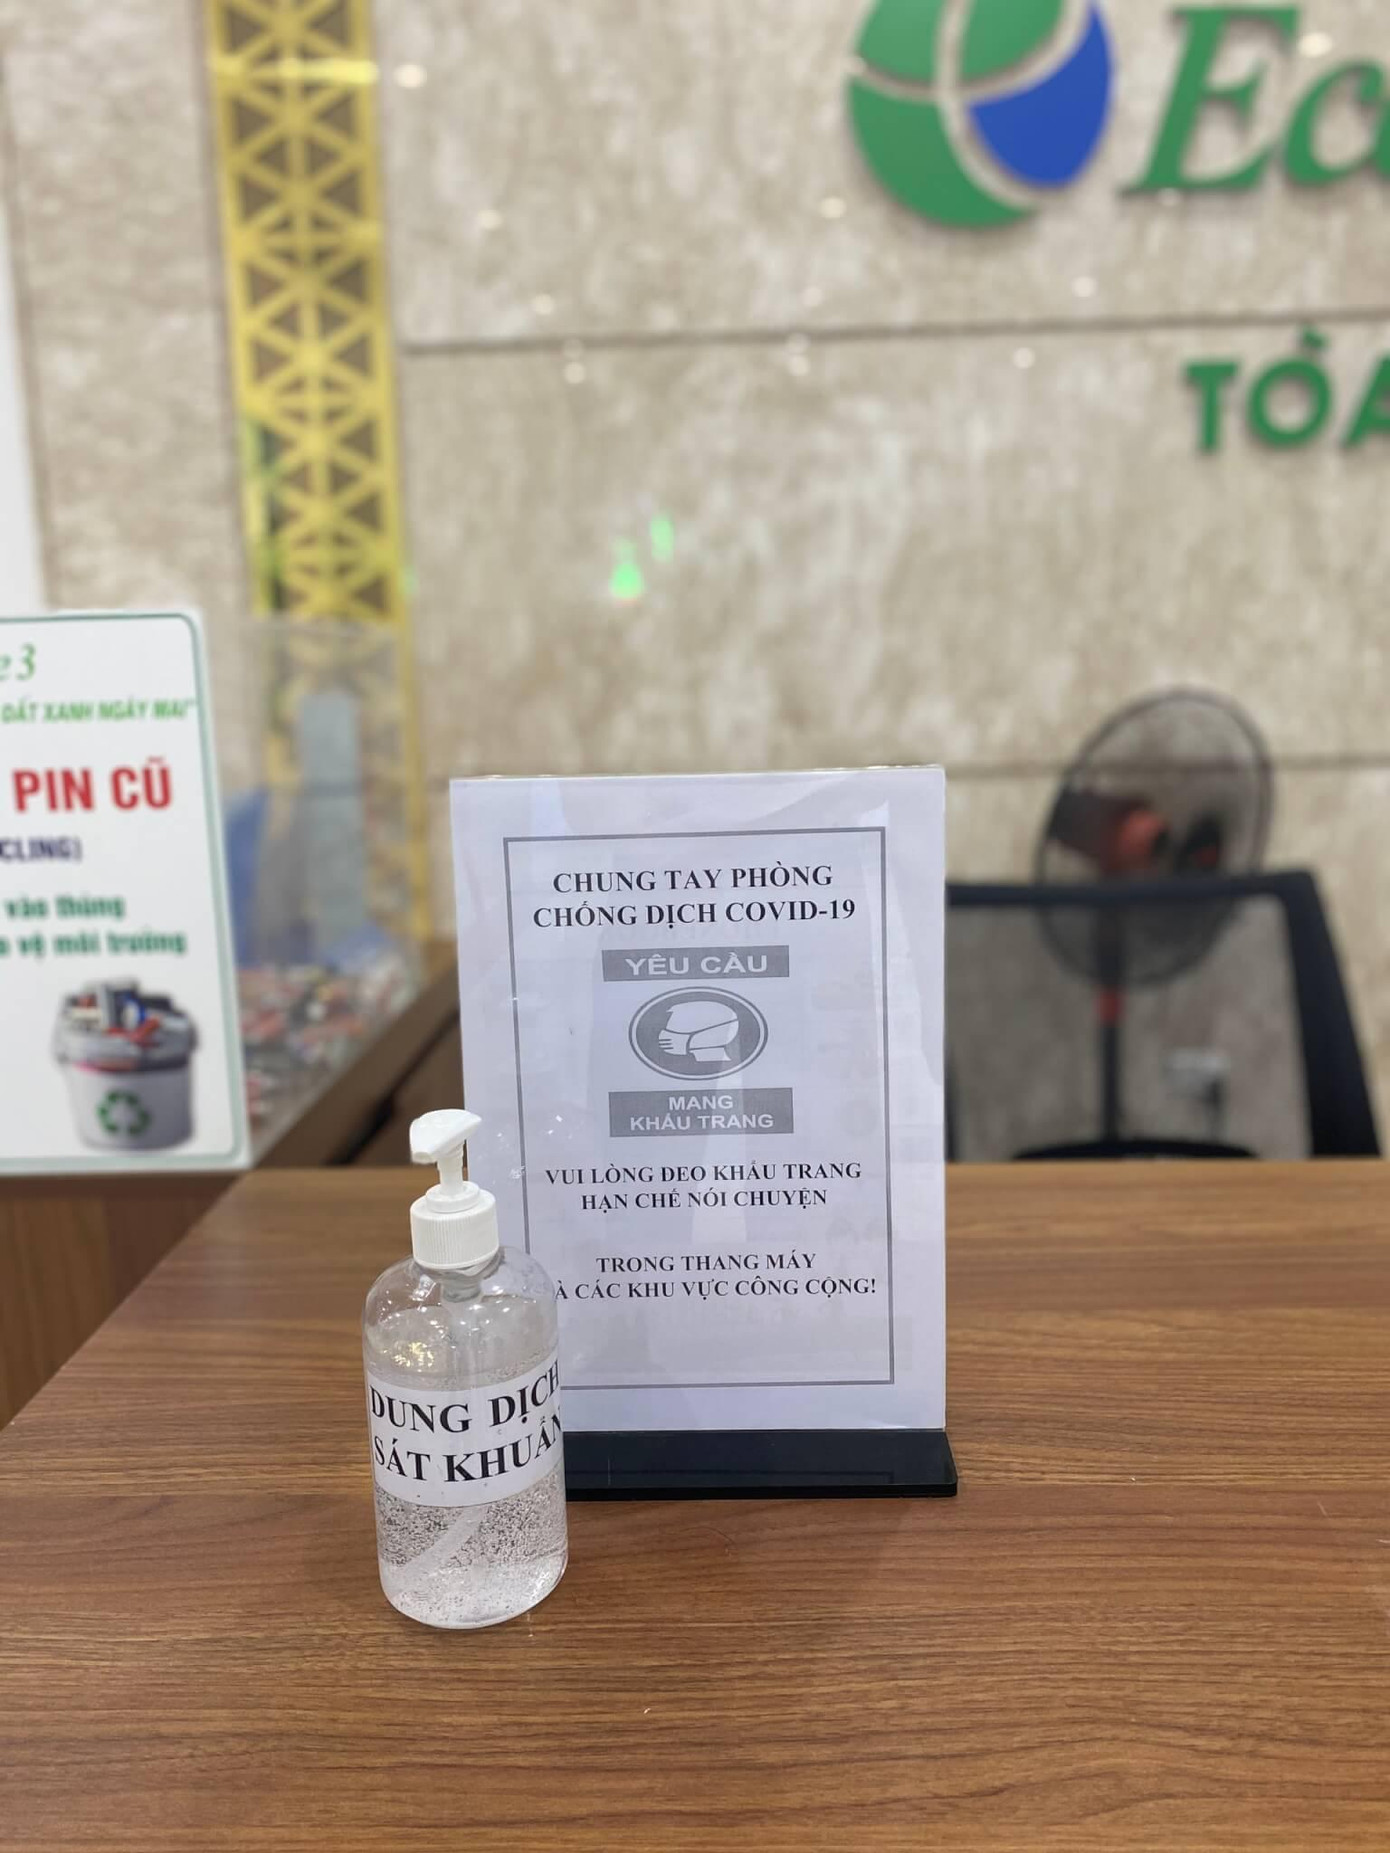 Ec
TÒA
e3
ĐẤT XANH NGÀY MAI"
PIN CŨ
CLING)
vào thùng
vệ môi trường
CHUNG TAY PHÒNG
CHỐNG DỊCH COVID-19
YÊU CẦU
MANG
KHẨU TRANG
VUI LÒNG ĐEO KHẨU TRANG
HẠN CHẾ NÓI CHUYỆN
TRONG THANG MÁY
À CÁC KHU VỰC CÔNG CỘNG!
DUNG DỊCH
SÁT KHUẨN